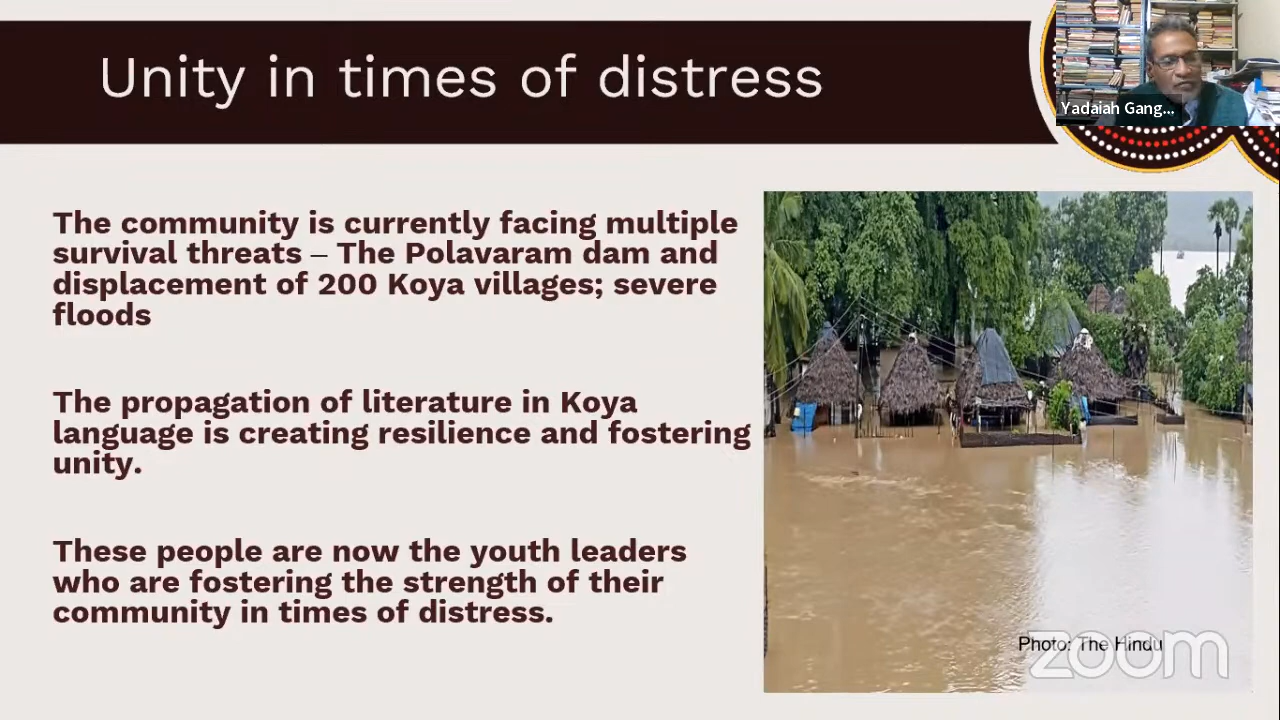 Unity in times of distress
Yadaiah Gang...
The community is currently facing multiple
survival threats – The Polavaram dam and
displacement of 200 Koya villages; severe
floods
The propagation of literature in Koya
language is creating resilience and fostering
unity.
These people are now the youth leaders
who are fostering the strength of their
community in times of distress.
Photo: The Hindu
zoom